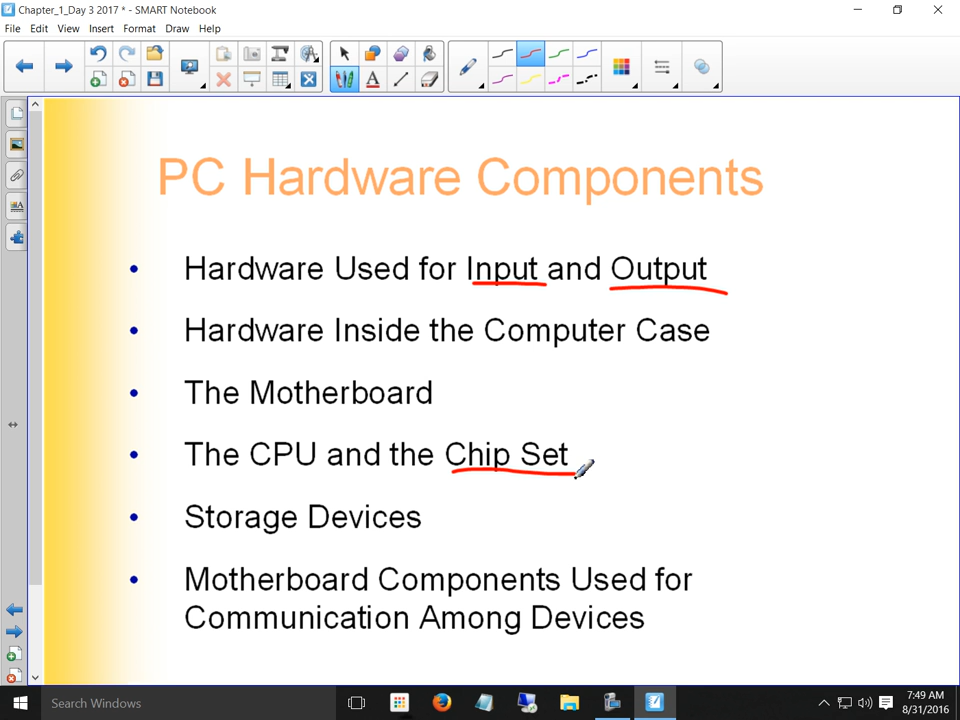 Chapter_1_Day 3 2017 * - SMART Notebook
File Edit View Insert Format Draw Help
PC Hardware Components
• Hardware Used for Input and Output
• Hardware Inside the Computer Case
• The Motherboard
• The CPU and the Chip Set
• Storage Devices
• Motherboard Components Used for
Communication Among Devices
Search Windows
7:49 AM
8/31/2016